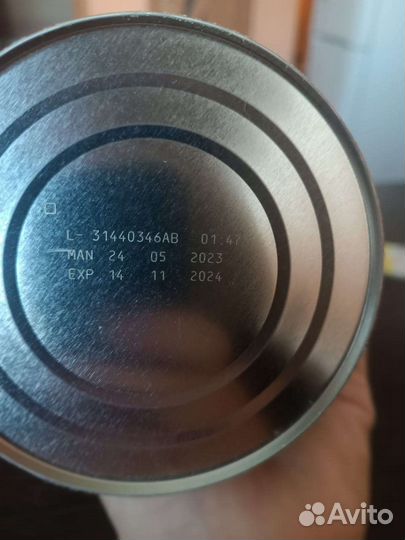 L- 31440346AB 01:47
MAN 24 05 2023
EXP 14 11 2024
Avito